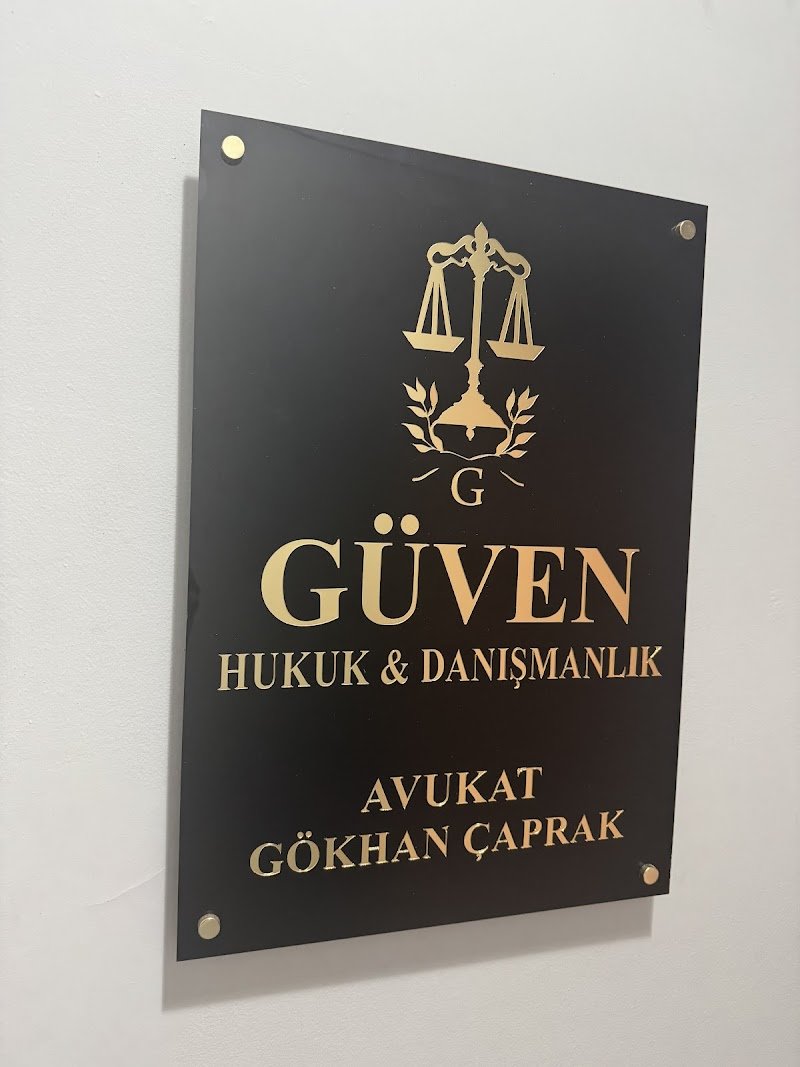 G
GÜVEN
HUKUK & DANIŞMANLIK
AVUKAT
GÖKHAN ÇAPRAK